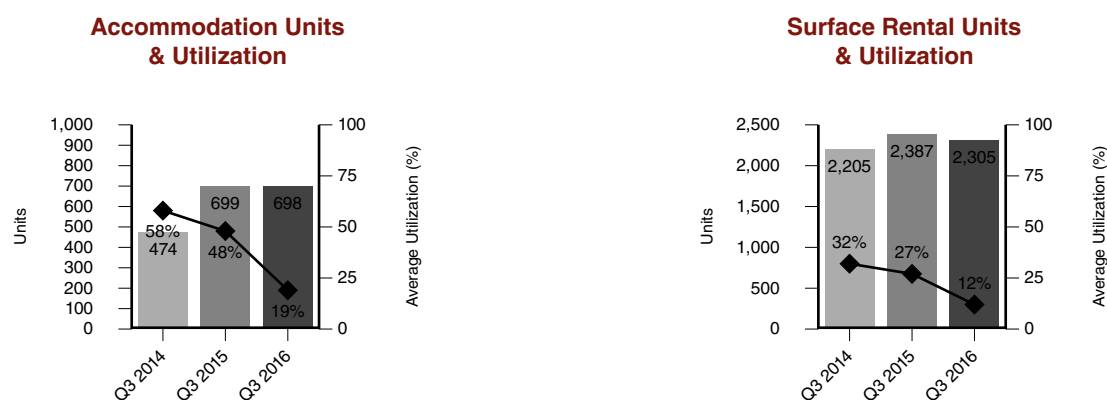 Accommodation Units
& Utilization
1,000
900
800
700
600
500
400
300
200
100
0
Units
100
75
50
25
0
Average Utilization (%)
58%
474
699
48%
698
19%
Q3 2014
Q3 2015
Q3 2016
Surface Rental Units
& Utilization
2,500
2,000
1,500
1,000
500
0
Units
100
75
50
25
0
Average Utilization (%)
2,205
2,387
2,305
32%
27%
12%
Q3 2014
Q3 2015
Q3 2016